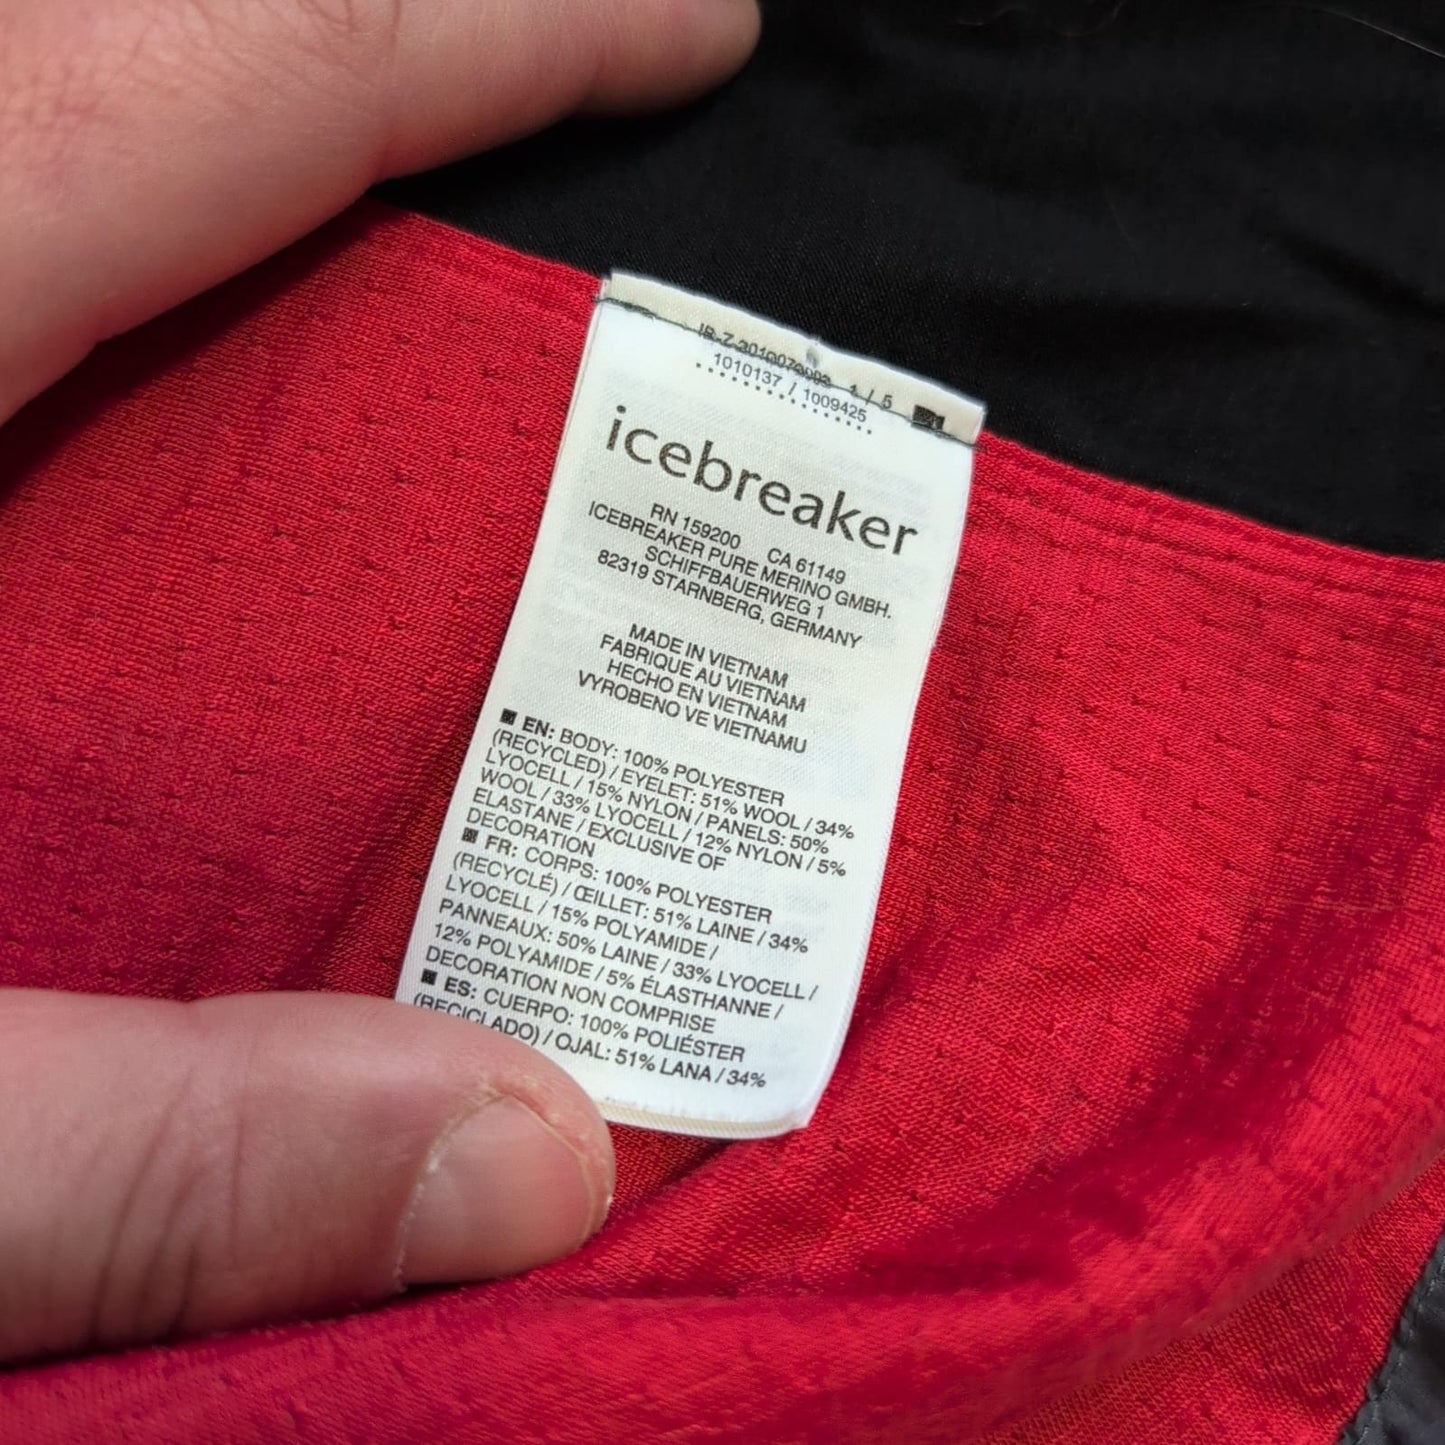 1 / 5
1010137 / 1009425
icebreaker
RN 159200 CA 61149
ICEBREAKER PURE MERINO GMBH.
SCHIFFBAUERWEG 1
82319 STARNBERG, GERMANY
MADE IN VIETNAM
FABRIQUE AU VIETNAM
HECHO EN VIETNAM
VYROBENO VE VIETNAMU
EN: BODY: 100% POLYESTER
(RECYCLED) / EYELET: 51% WOOL / 34%
LYOCELL / 15% NYLON / PANELS: 50%
WOOL / 33% LYOCELL / 12% NYLON / 5%
ELASTANE / EXCLUSIVE OF
DECORATION
FR: CORPS: 100% POLYESTER
(RECYCLÉ) / ŒILLET: 51% LAINE / 34%
LYOCELL / 15% POLYAMIDE /
PANNEAUX: 50% LAINE / 33% LYOCELL /
12% POLYAMIDE / 5% ÉLASTHANNE /
DECORATION NON COMPRISE
ES: CUERPO: 100% POLIÉSTER
(RECICLADO) / OJAL: 51% LANA / 34%